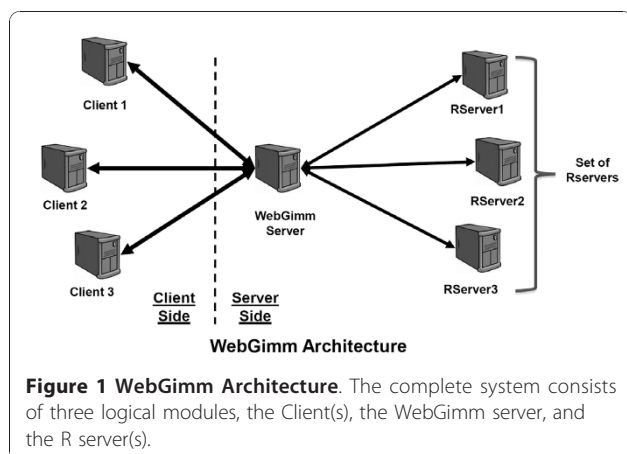 Client 1
RServer1
Client 2
WebGimm
Server
RServer2
Set of
Rservers
Client 3
RServer3
Client
Side
Server
Side
WebGimm Architecture
Figure 1 WebGimm Architecture. The complete system consists
of three logical modules, the Client(s), the WebGimm server, and
the R server(s).